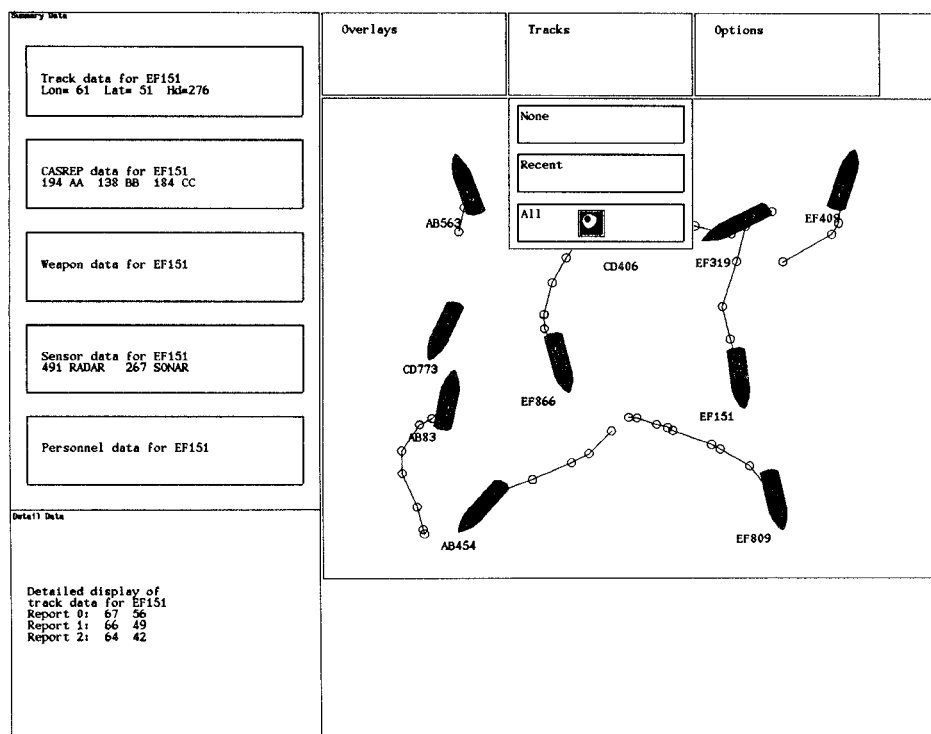 Summary Data
Track data for EF151
Lon= 61 Lat= 51 Hd=276
CASREP data for EF151
194 AA 138 BB 184 CC
Weapon data for EF151
Sensor data for EF151
491 RADAR 267 SONAR
Personnel data for EF151
Detail Data
Detailed display of
track data for EF151
Report 0: 67 56
Report 1: 66 49
Report 2: 64 42
Overlays
Tracks
Options
None
Recent
All
AB563
CD406
EF319
EF409
CD773
EF866
EF151
AB83
AB454
EF809